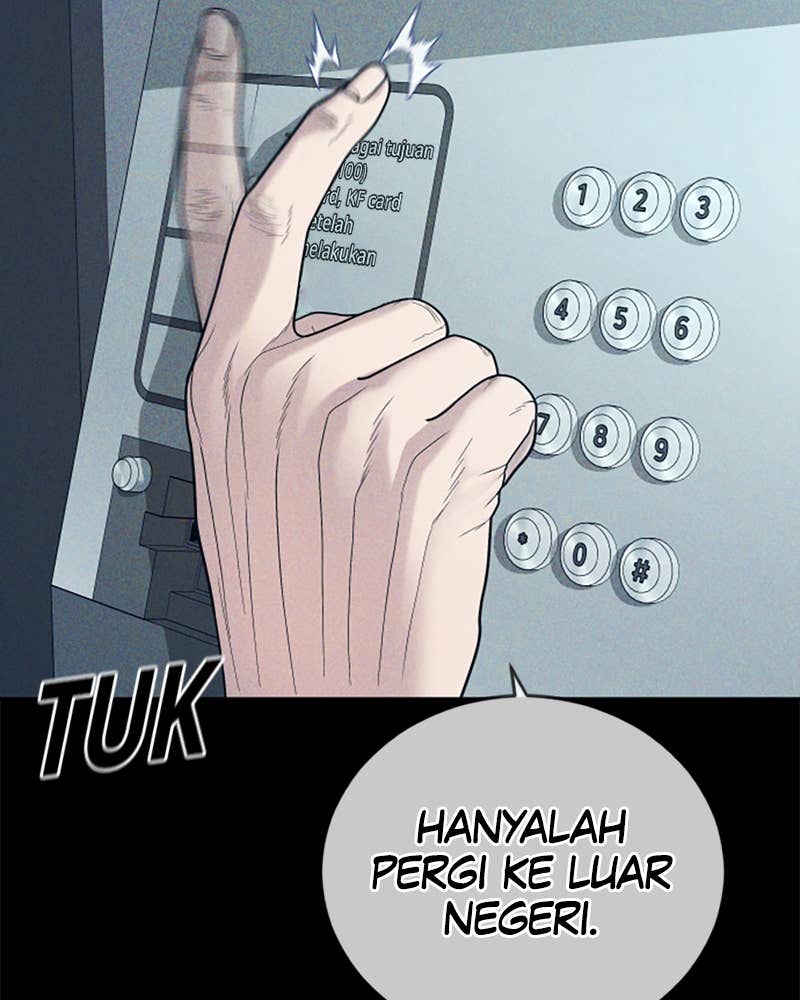 agai tujuan
100)
rd, KF card
etelah
elakukan
1 2 3
4 5 6
7 8 9
* 0 #
TUK
HANYALAH
PERGI KE LUAR
NEGERI.